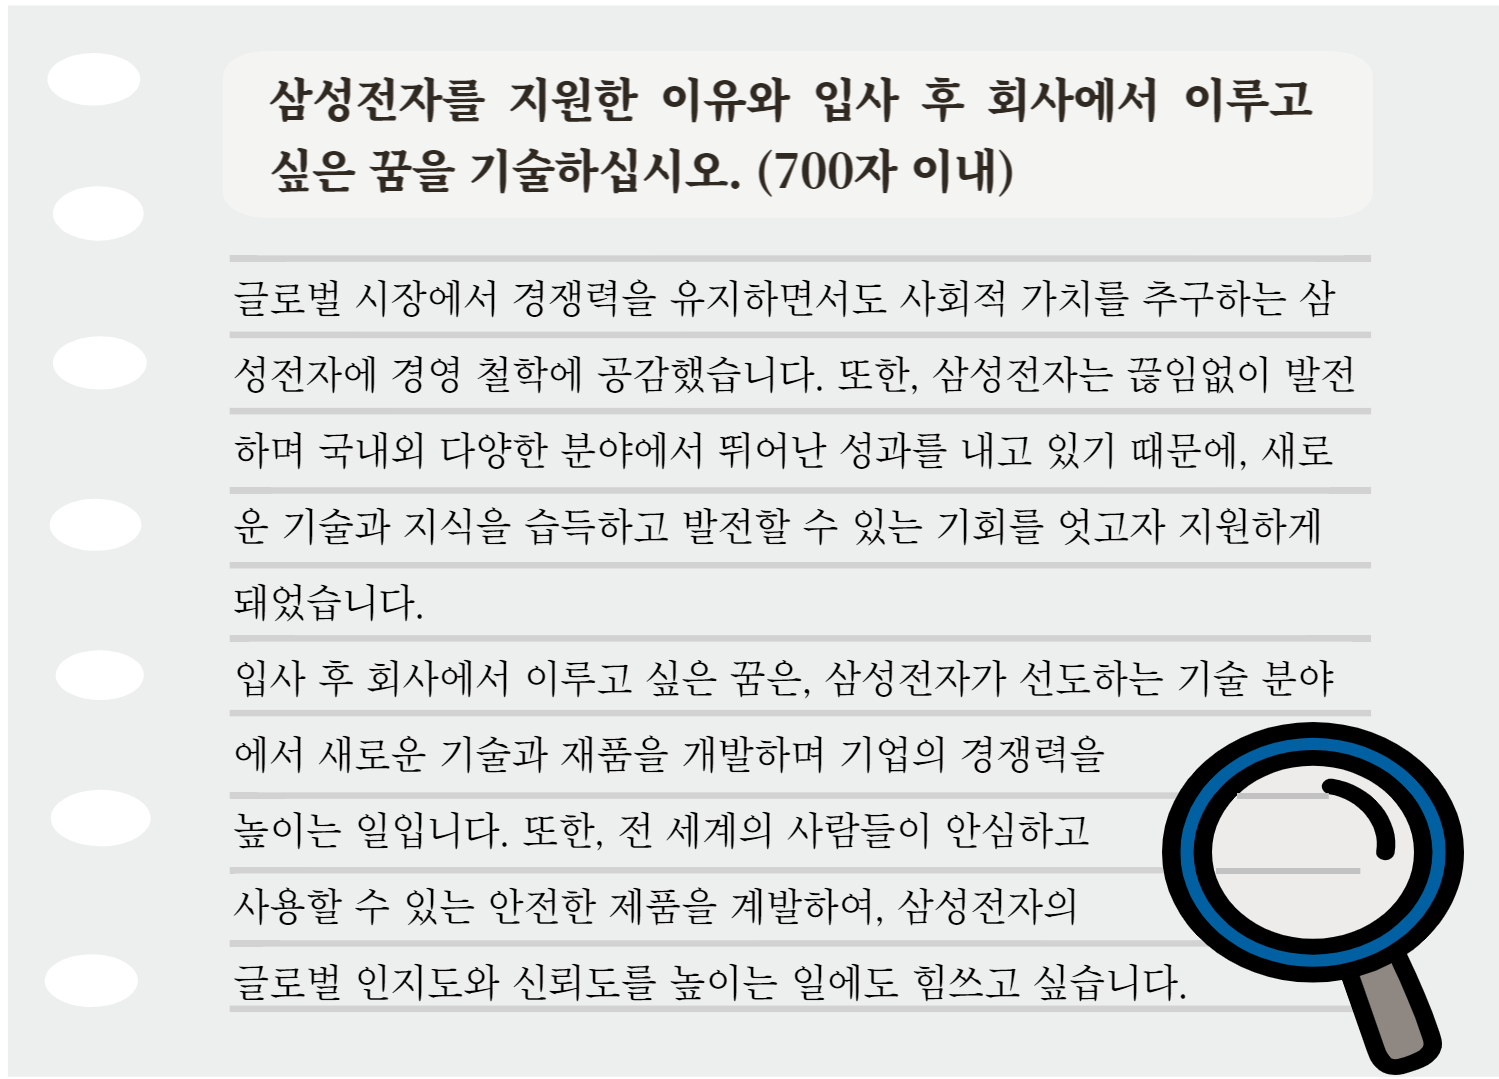 삼성전자를 지원한 이유와 입사 후 회사에서 이루고
싶은 꿈을 기술하십시오. (700자 이내)
글로벌 시장에서 경쟁력을 유지하면서도 사회적 가치를 추구하는 삼
성전자에 경영 철학에 공감했습니다. 또한, 삼성전자는 끊임없이 발전
하며 국내외 다양한 분야에서 뛰어난 성과를 내고 있기 때문에, 새로
운 기술과 지식을 습득하고 발전할 수 있는 기회를 엇고자 지원하게
돼었습니다.
입사 후 회사에서 이루고 싶은 꿈은, 삼성전자가 선도하는 기술 분야
에서 새로운 기술과 재품을 개발하며 기업의 경쟁력을
높이는 일입니다. 또한, 전 세계의 사람들이 안심하고
사용할 수 있는 안전한 제품을 계발하여, 삼성전자의
글로벌 인지도와 신뢰도를 높이는 일에도 힘쓰고 싶습니다.